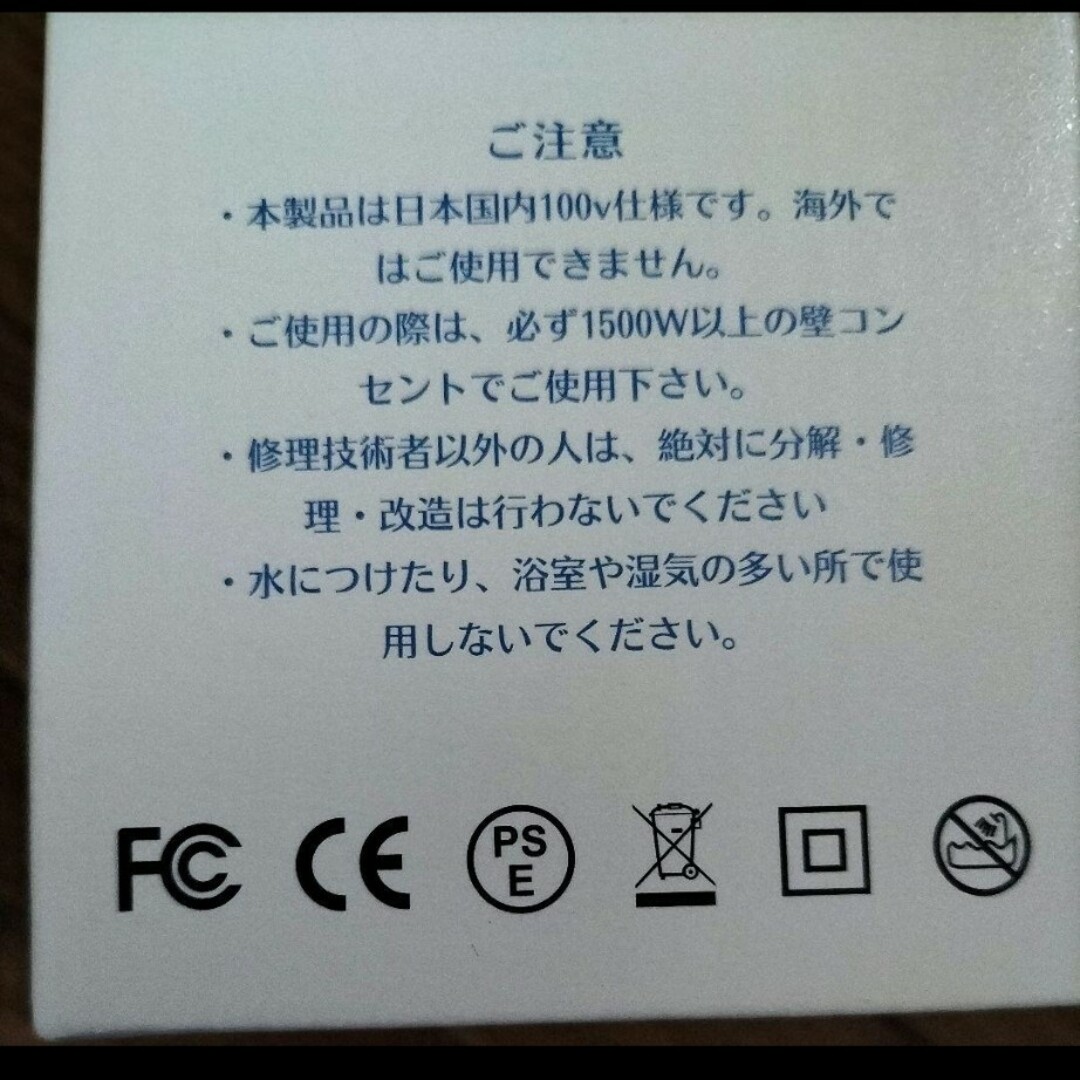 ご注意
・本製品は日本国内100v仕様です。海外で
はご使用できません。
・ご使用の際は、必ず1500W以上の壁コン
セントでご使用下さい。
・修理技術者以外の人は、絶対に分解・修
理・改造は行わないでください
・水につけたり、浴室や湿気の多い所で使
用しないでください。
FC CE PS
E